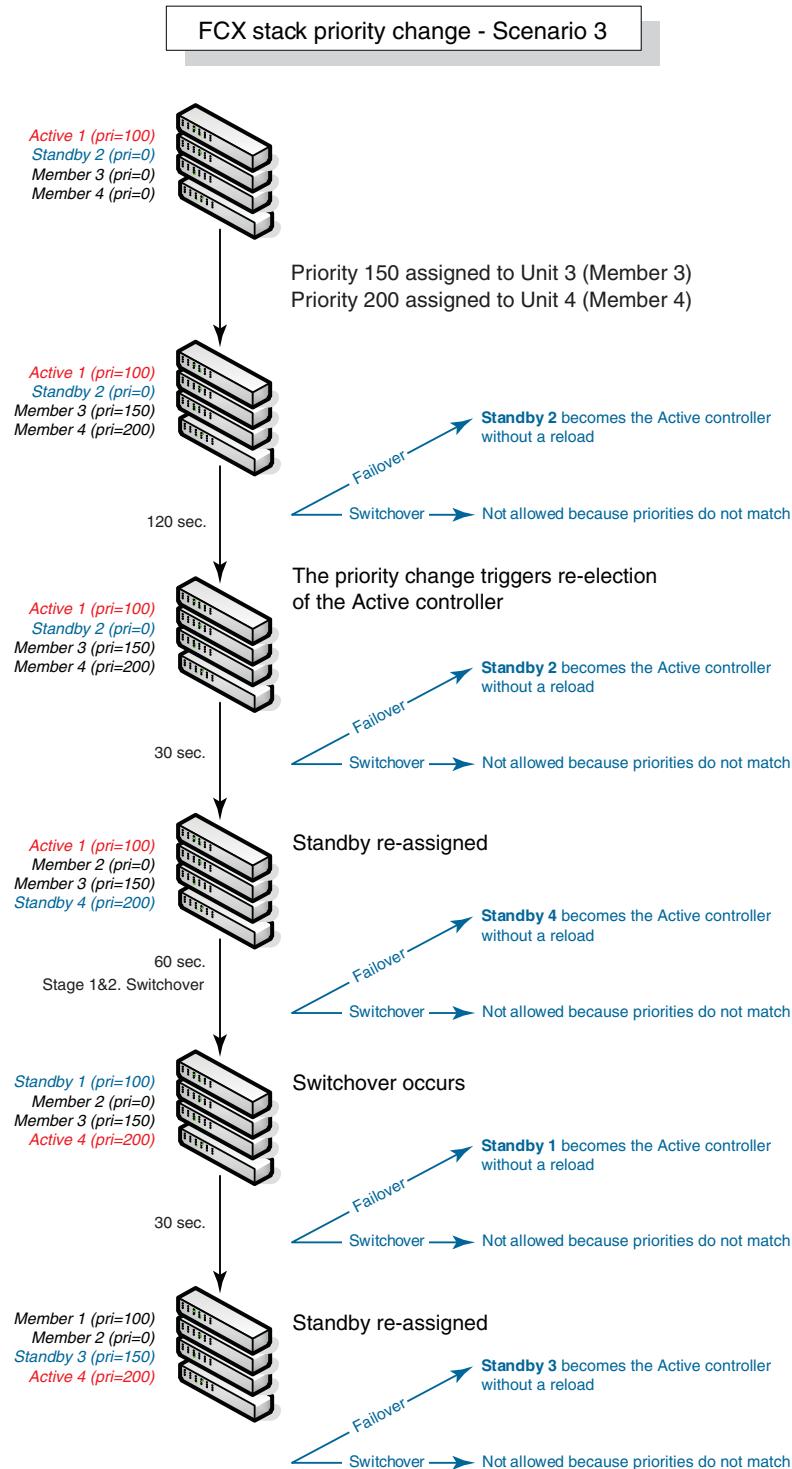 FCX stack priority change - Scenario 3
Active 1 (pri=100)
Standby 2 (pri=0)
Member 3 (pri=0)
Member 4 (pri=0)
Priority 150 assigned to Unit 3 (Member 3)
Priority 200 assigned to Unit 4 (Member 4)
Active 1 (pri=100)
Standby 2 (pri=0)
Member 3 (pri=150)
Member 4 (pri=200)
Standby 2 becomes the Active controller
without a reload
Failover
Switchover
Not allowed because priorities do not match
120 sec.
The priority change triggers re-election
of the Active controller
Active 1 (pri=100)
Standby 2 (pri=0)
Member 3 (pri=150)
Member 4 (pri=200)
Standby 2 becomes the Active controller
without a reload
Failover
Switchover
Not allowed because priorities do not match
30 sec.
Standby re-assigned
Active 1 (pri=100)
Member 2 (pri=0)
Member 3 (pri=150)
Standby 4 (pri=200)
Standby 4 becomes the Active controller
without a reload
Failover
Switchover
Not allowed because priorities do not match
60 sec.
Stage 1&2. Switchover
Switchover occurs
Standby 1 (pri=100)
Member 2 (pri=0)
Member 3 (pri=150)
Active 4 (pri=200)
Standby 1 becomes the Active controller
without a reload
Failover
Switchover
Not allowed because priorities do not match
30 sec.
Standby re-assigned
Member 1 (pri=100)
Member 2 (pri=0)
Standby 3 (pri=150)
Active 4 (pri=200)
Standby 3 becomes the Active controller
without a reload
Failover
Switchover
Not allowed because priorities do not match